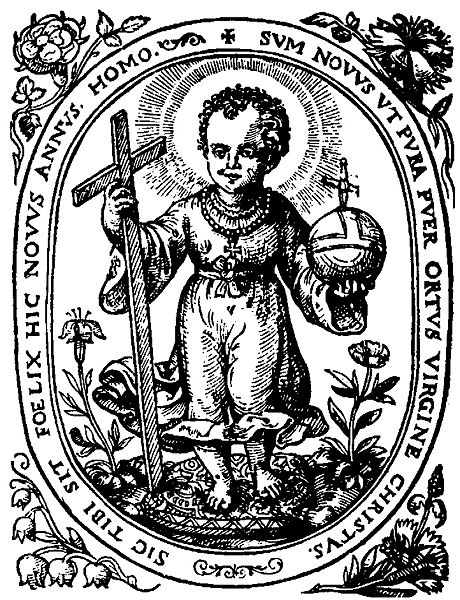 SVM NOVVS VT PVRA PVER ORTVS VIRGINE CHRISTVS.
SIC TIBI SIT FOELIX HIC NOVVS ANNVS. HOMO.